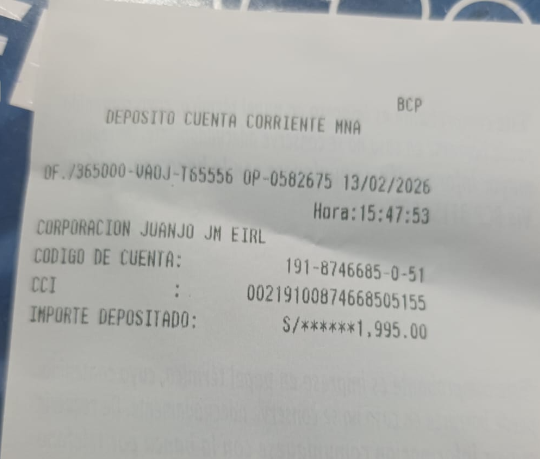 BCP
DEPOSITO CUENTA CORRIENTE MNA
OF./365000-VAOJ-T65556 OP-0582675 13/02/2026
Hora:15:47:53
CORPORACION JUANJO JM EIRL
CODIGO DE CUENTA: 191-8746685-0-51
CCI : 00219100874668505155
IMPORTE DEPOSITADO: S/******1,995.00